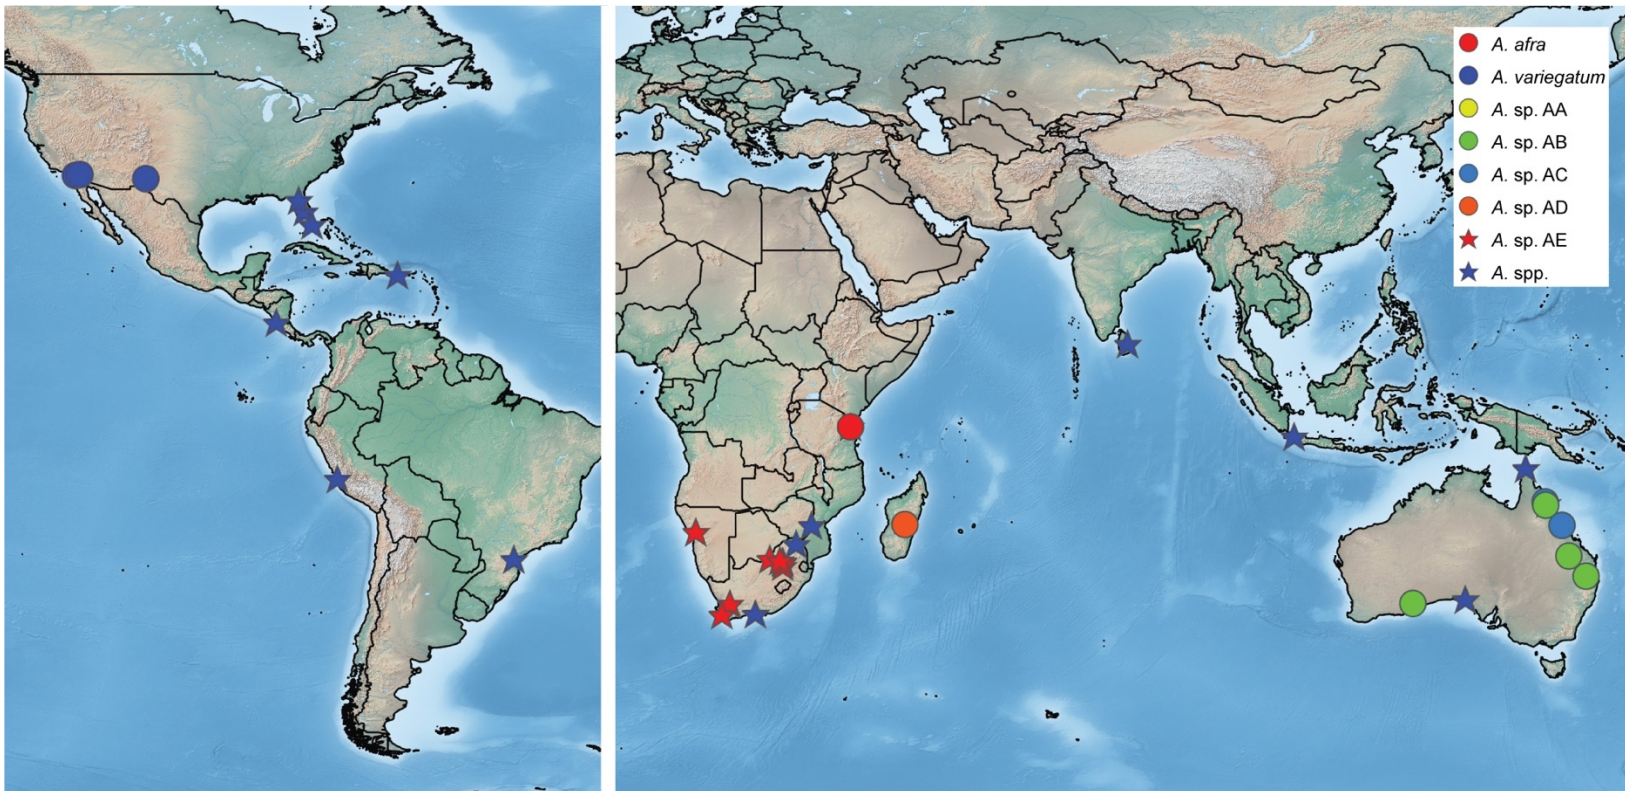 A. afra
A. variegatum
A. sp. AA
A. sp. AB
A. sp. AC
A. sp. AD
A. sp. AE
A. spp.